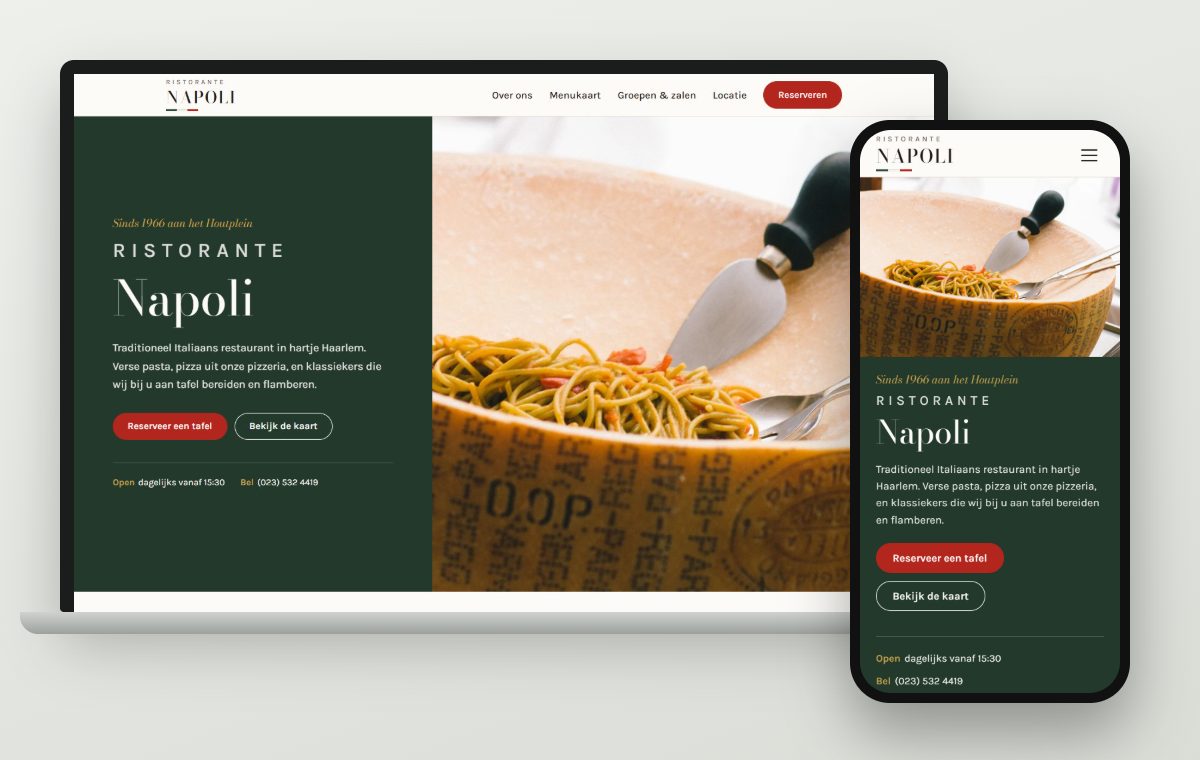 RISTORANTE
NAPOLI
Over ons Menukaart Groepen & zalen Locatie Reserveren
Sinds 1966 aan het Houtplein
RISTORANTE
Napoli
Traditioneel Italiaans restaurant in hartje Haarlem.
Verse pasta, pizza uit onze pizzeria, en klassiekers die
wij bij u aan tafel bereiden en flamberen.
Reserveer een tafel Bekijk de kaart
Open dagelijks vanaf 15:30 Bel (023) 532 4419
RISTORANTE
NAPOLI
Sinds 1966 aan het Houtplein
RISTORANTE
Napoli
Traditioneel Italiaans restaurant in hartje
Haarlem. Verse pasta, pizza uit onze pizzeria,
en klassiekers die wij bij u aan tafel bereiden
en flamberen.
Reserveer een tafel
Bekijk de kaart
Open dagelijks vanaf 15:30
Bel (023) 532 4419